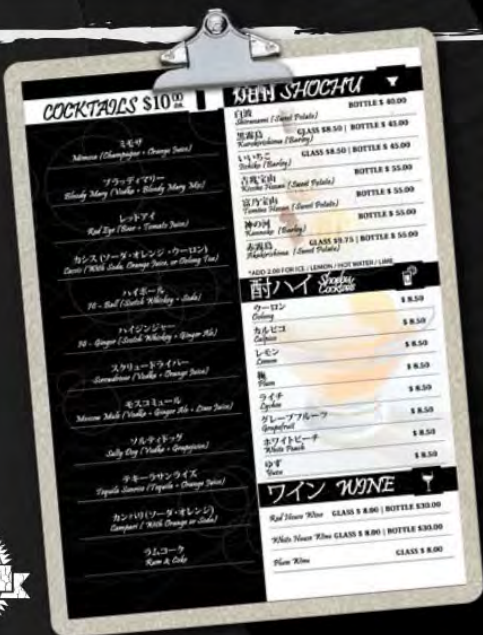 COCKTAILS $10.00 EA.
ミモザ
Mimosa (Champagne + Orange Juice)
ブラッディマリー
Bloody Mary (Vodka + Bloody Mary Mix)
レッドアイ
Red Eye (Beer + Tomato Juice)
カシス (ソーダ・オレンジ・ウーロン)
Cassis (With Soda, Orange Juice, or Oolong Tea)
ハイボール
Hi - Ball (Scotch Whiskey + Soda)
ハイジンジャー
Hi - Ginger (Scotch Whiskey + Ginger Ale)
スクリュードライバー
Screwdriver (Vodka + Orange Juice)
モスコミュール
Moscow Mule (Vodka + Ginger Ale + Lime Juice)
ソルティドッグ
Salty Dog (Vodka + Grapejuice)
テキーラサンライズ
Tequila Sunrise (Tequila + Orange Juice)
カンパリ(ソーダ・オレンジ)
Campari ( With Orange or Soda)
ラムコーク
Rum & Coke
焼酎 SHOCHU
白波
Shiranami (Sweet Potato) BOTTLE $ 40.00
黒霧島
Kurokirishima (Barley) GLASS $8.50 | BOTTLE $ 45.00
いいちこ
Iichiko (Barley) GLASS $8.50 | BOTTLE $ 45.00
吉兆宝山
Kiccho Hozan (Sweet Potato) BOTTLE $ 55.00
富乃宝山
Tomino Hozan (Sweet Potato) BOTTLE $ 55.00
神の河
Kannoko (Barley) BOTTLE $ 55.00
赤霧島
Akakirishima (Sweet Potato) GLASS $9.75 | BOTTLE $ 55.00
*ADD 2.00 FOR ICE / LEMON / HOT WATER / LIME
酎ハイ Shochu Cocktails
ウーロン
Oolong $ 8.50
カルピコ
Calpico $ 8.50
レモン
Lemon $ 8.50
梅
Plum $ 8.50
ライチ
Lychee $ 8.50
グレープフルーツ
Grapefruit $ 8.50
ホワイトピーチ
White Peach $ 8.50
ゆず
Yuzu $ 8.50
ワイン WINE
Red House Wine GLASS $ 8.00 | BOTTLE $30.00
White House Wine GLASS $ 8.00 | BOTTLE $30.00
Plum Wine GLASS $ 8.00